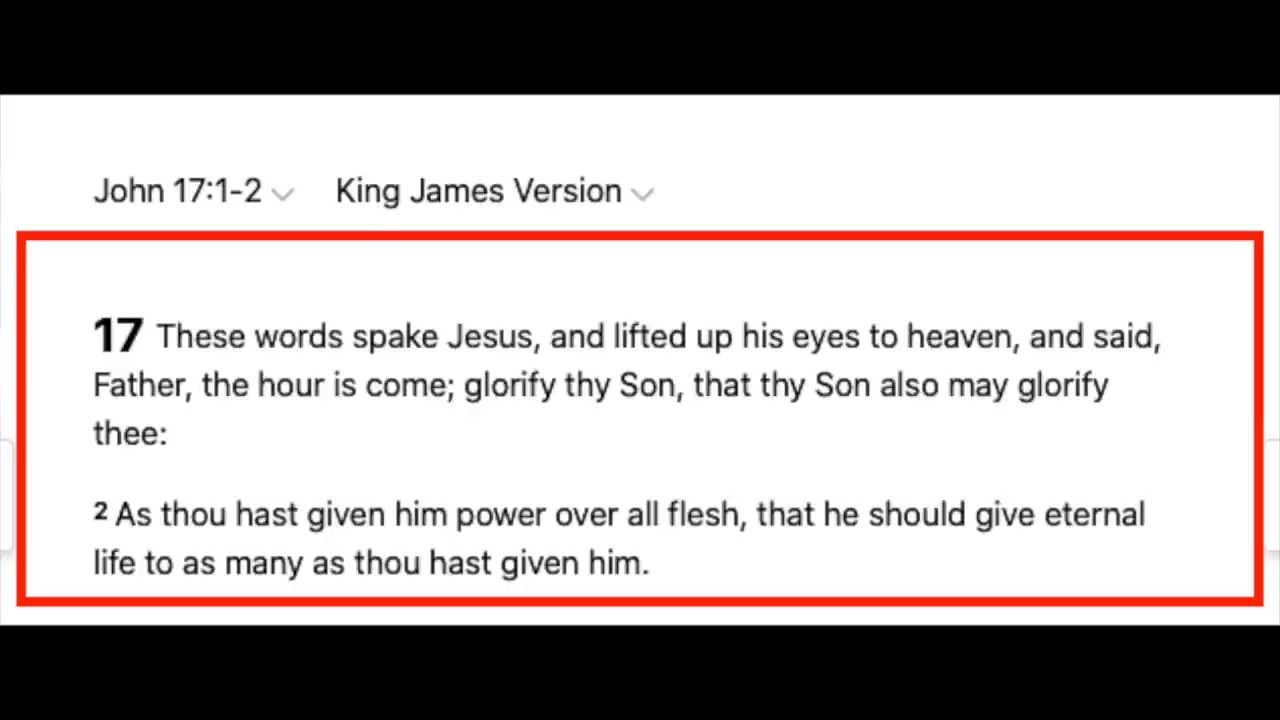 John 17:1-2 King James Version
17 These words spake Jesus, and lifted up his eyes to heaven, and said,
Father, the hour is come; glorify thy Son, that thy Son also may glorify
thee:
2 As thou hast given him power over all flesh, that he should give eternal
life to as many as thou hast given him.